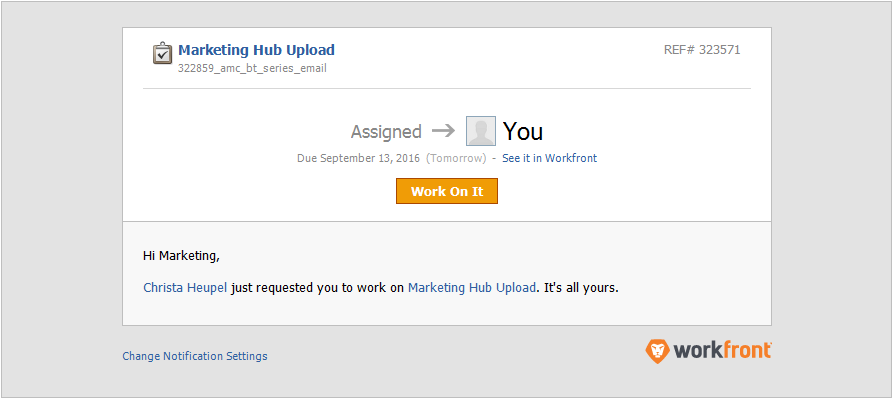 Marketing Hub Upload
REF# 323571
322859_amc_bt_series_email
Assigned → You
Due September 13, 2016 (Tomorrow) - See it in Workfront
Work On It
Hi Marketing,
Christa Heupel just requested you to work on Marketing Hub Upload. It's all yours.
Change Notification Settings
workfront